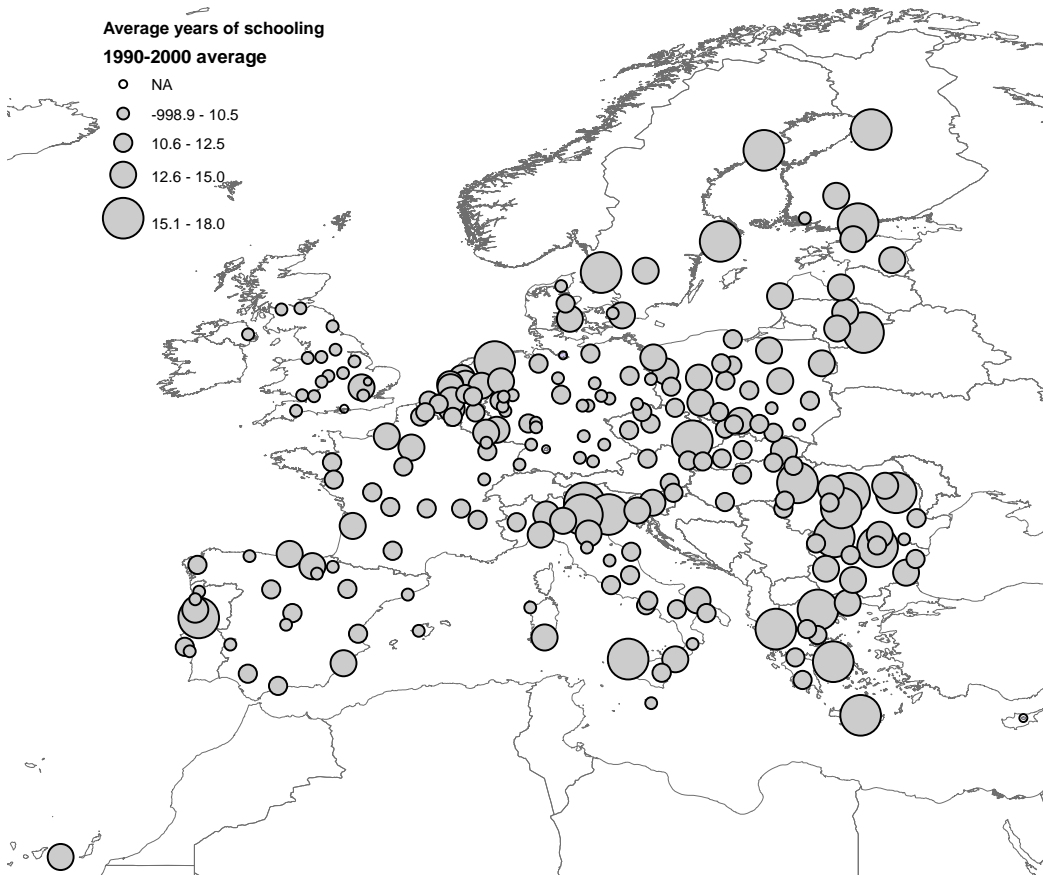 Average years of schooling
1990-2000 average
NA
-998.9 - 10.5
10.6 - 12.5
12.6 - 15.0
15.1 - 18.0